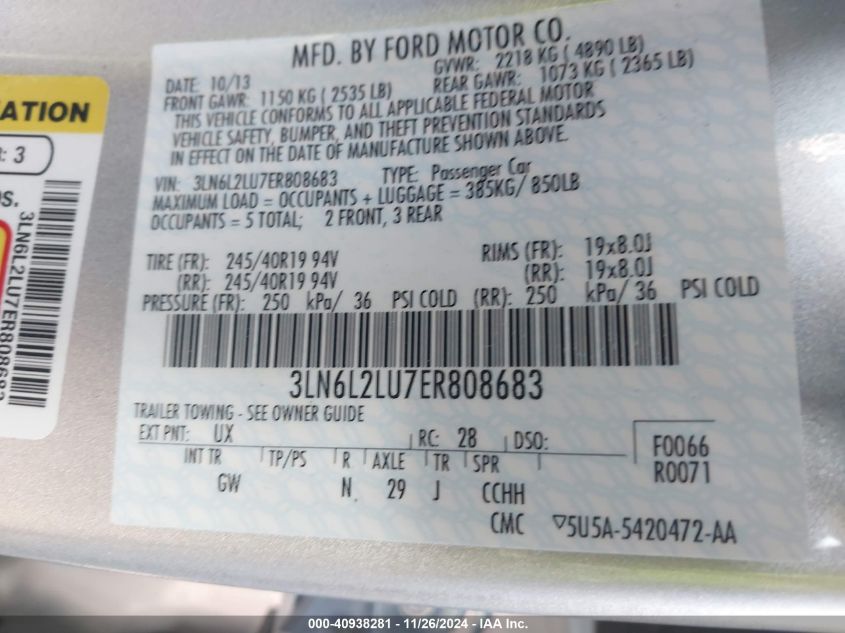 MFD. BY FORD MOTOR CO.
DATE: 10/13 GVWR: 2218 KG ( 4890 LB)
FRONT GAWR: 1150 KG ( 2535 LB) REAR GAWR: 1073 KG ( 2365 LB)
THIS VEHICLE CONFORMS TO ALL APPLICABLE FEDERAL MOTOR
VEHICLE SAFETY, BUMPER, AND THEFT PREVENTION STANDARDS
IN EFFECT ON THE DATE OF MANUFACTURE SHOWN ABOVE.
VIN: 3LN6L2LU7ER808683 TYPE: Passenger Car
MAXIMUM LOAD = OCCUPANTS + LUGGAGE = 385KG/ 850LB
OCCUPANTS = 5 TOTAL; 2 FRONT, 3 REAR
TIRE (FR): 245/40R19 94V RIMS (FR): 19x8.0J
(RR): 245/40R19 94V (RR): 19x8.0J
PRESSURE (FR): 250 kPa/ 36 PSI COLD (RR): 250 kPa/ 36 PSI COLD
3LN6L2LU7ER808683
TRAILER TOWING - SEE OWNER GUIDE
EXT PNT: UX RC: 28 DSO:
F0066
R0071
INT TR TP/PS R AXLE TR SPR
GW N 29 J CCHH
CMC ▽5U5A-5420472-AA
ATION
: 3
OS.
3LN6L2LU7ER808683
000-40938281 - 11/26/2024 - IAA Inc.